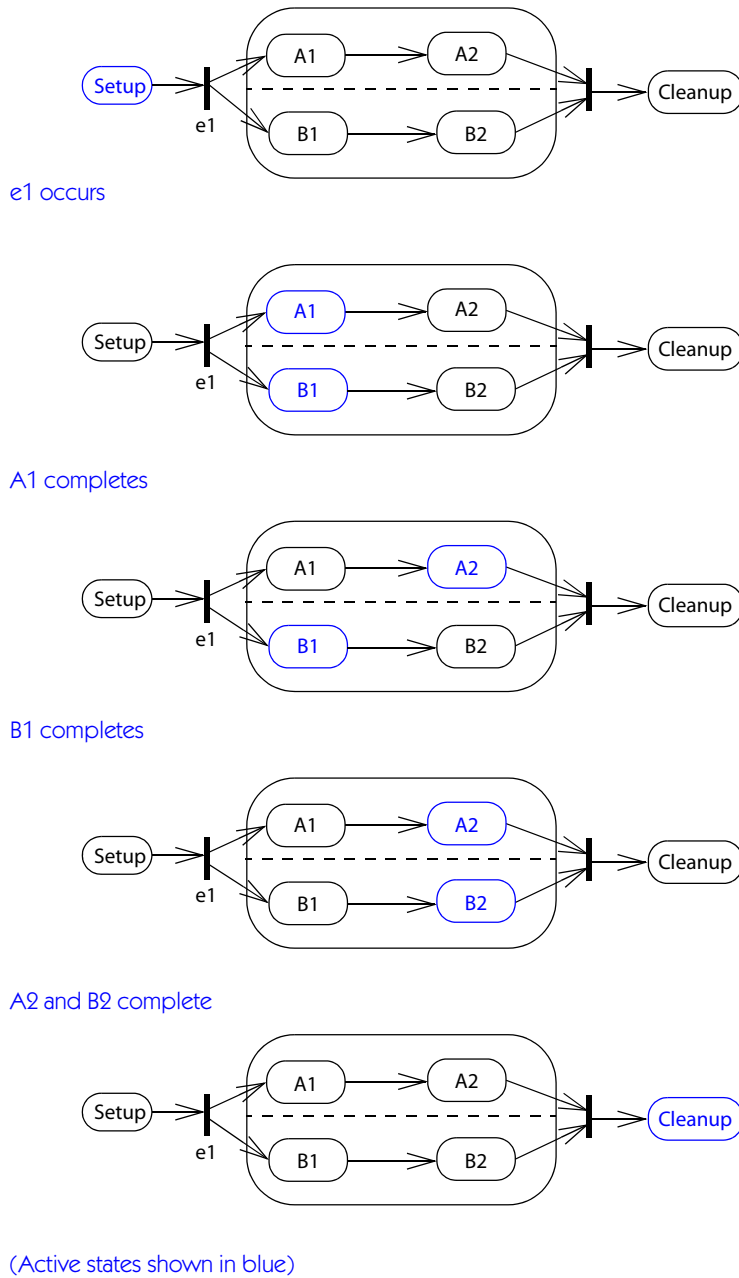 A1 A2
Setup Cleanup
e1 B1 B2
e1 occurs
A1 A2
Setup Cleanup
e1 B1 B2
A1 completes
A1 A2
Setup Cleanup
e1 B1 B2
B1 completes
A1 A2
Setup Cleanup
e1 B1 B2
A2 and B2 complete
A1 A2
Setup Cleanup
e1 B1 B2
(Active states shown in blue)